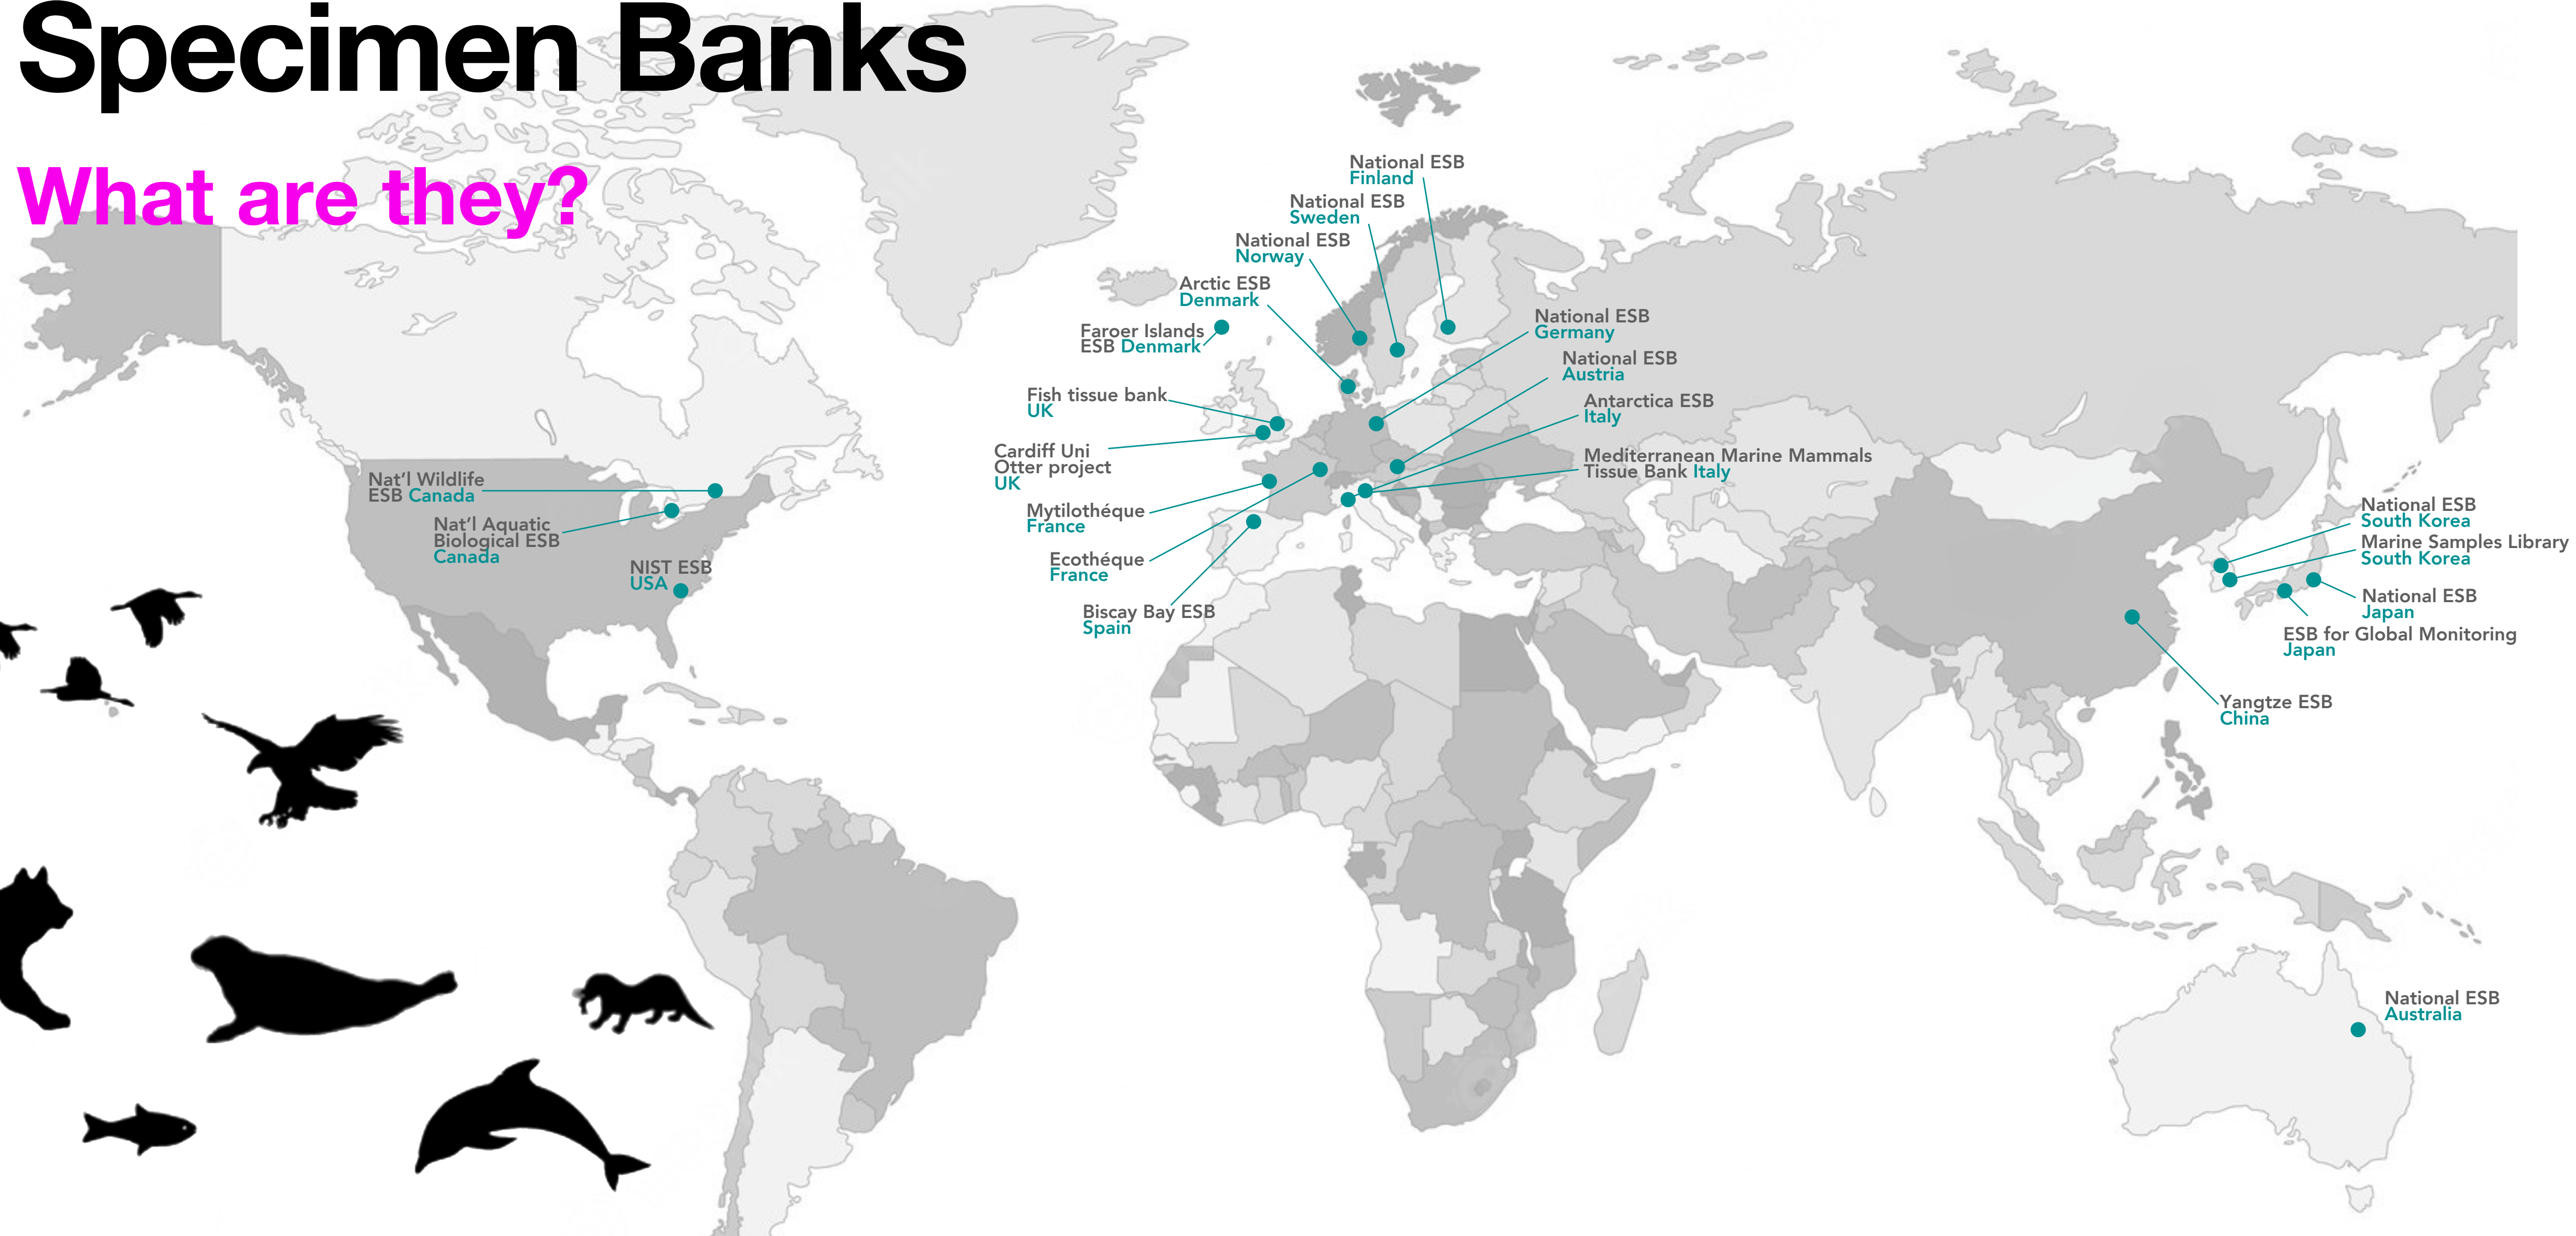 Specimen Banks
What are they?
National ESB
Finland
National ESB
Sweden
National ESB
Norway
Arctic ESB
Denmark
Faroer Islands
ESB Denmark
National ESB
Germany
National ESB
Austria
Antarctica ESB
Italy
Mediterranean Marine Mammals
Tissue Bank Italy
Fish tissue bank
UK
Cardiff Uni
Otter project
UK
Mytilothéque
France
Ecothéque
France
Biscay Bay ESB
Spain
Nat'l Wildlife
ESB Canada
Nat'l Aquatic
Biological ESB
Canada
NIST ESB
USA
National ESB
South Korea
Marine Samples Library
South Korea
National ESB
Japan
ESB for Global Monitoring
Japan
Yangtze ESB
China
National ESB
Australia